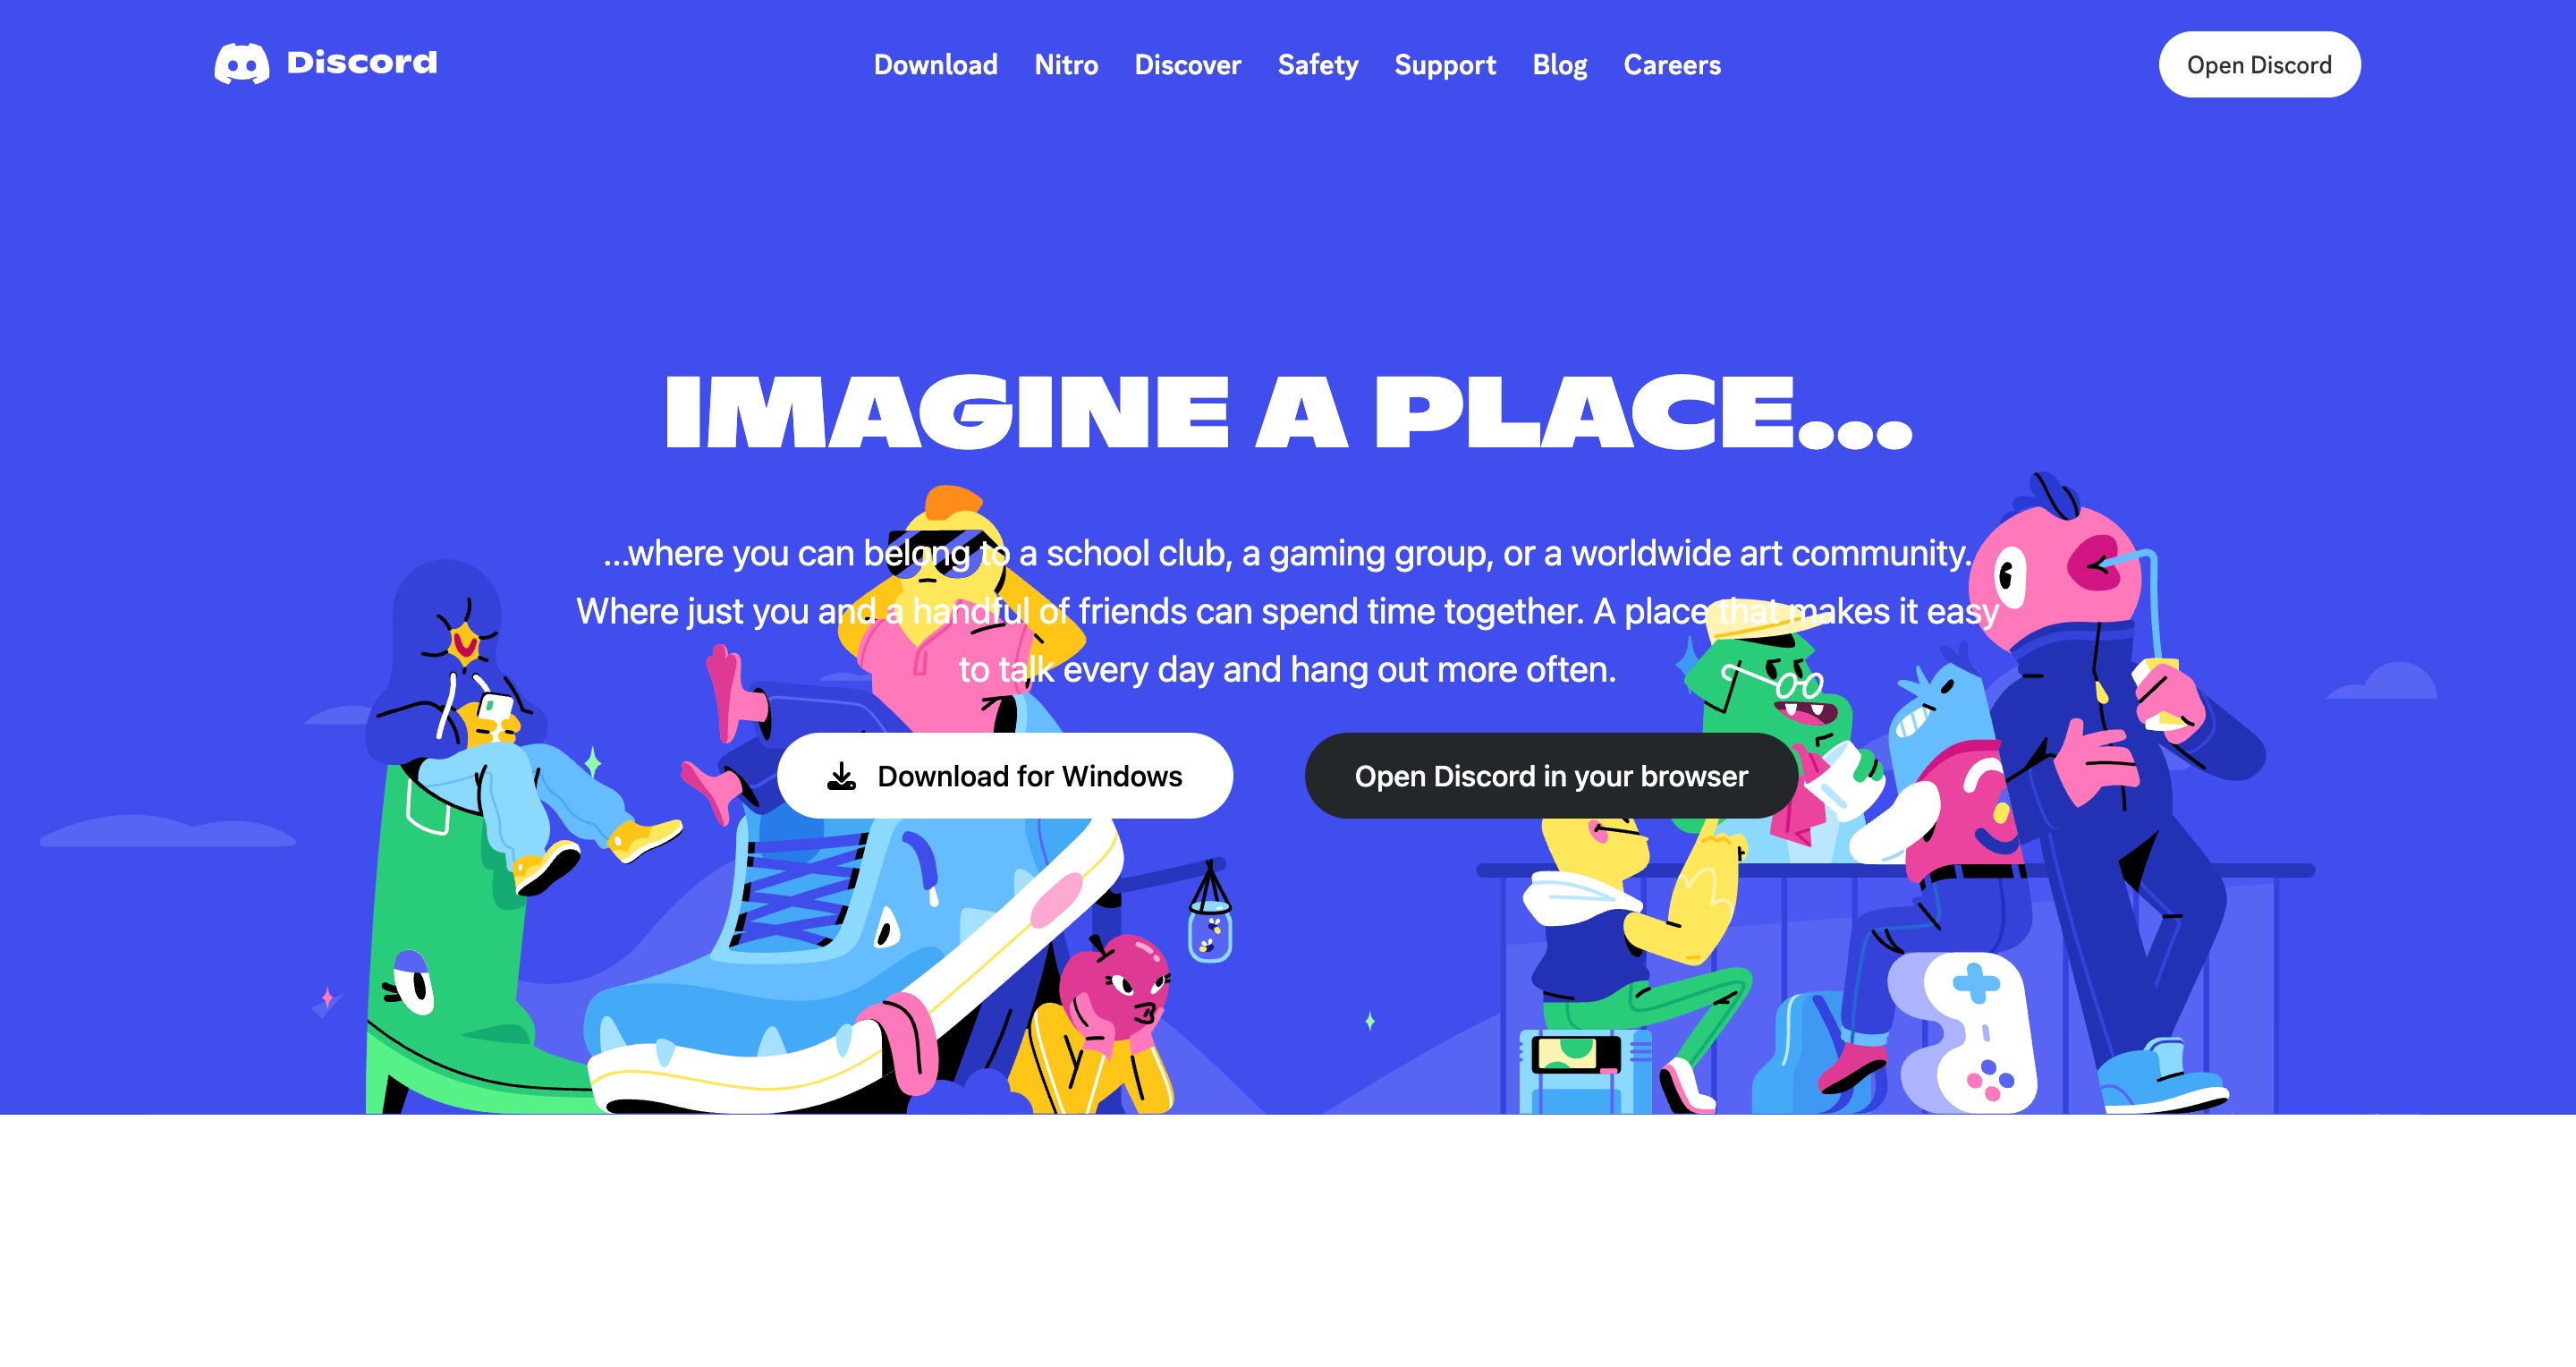 Discord
Download Nitro Discover Safety Support Blog Careers
Open Discord
IMAGINE A PLACE...
...where you can belong to a school club, a gaming group, or a worldwide art community.
Where just you and a handful of friends can spend time together. A place that makes it easy
to talk every day and hang out more often.
Download for Windows
Open Discord in your browser